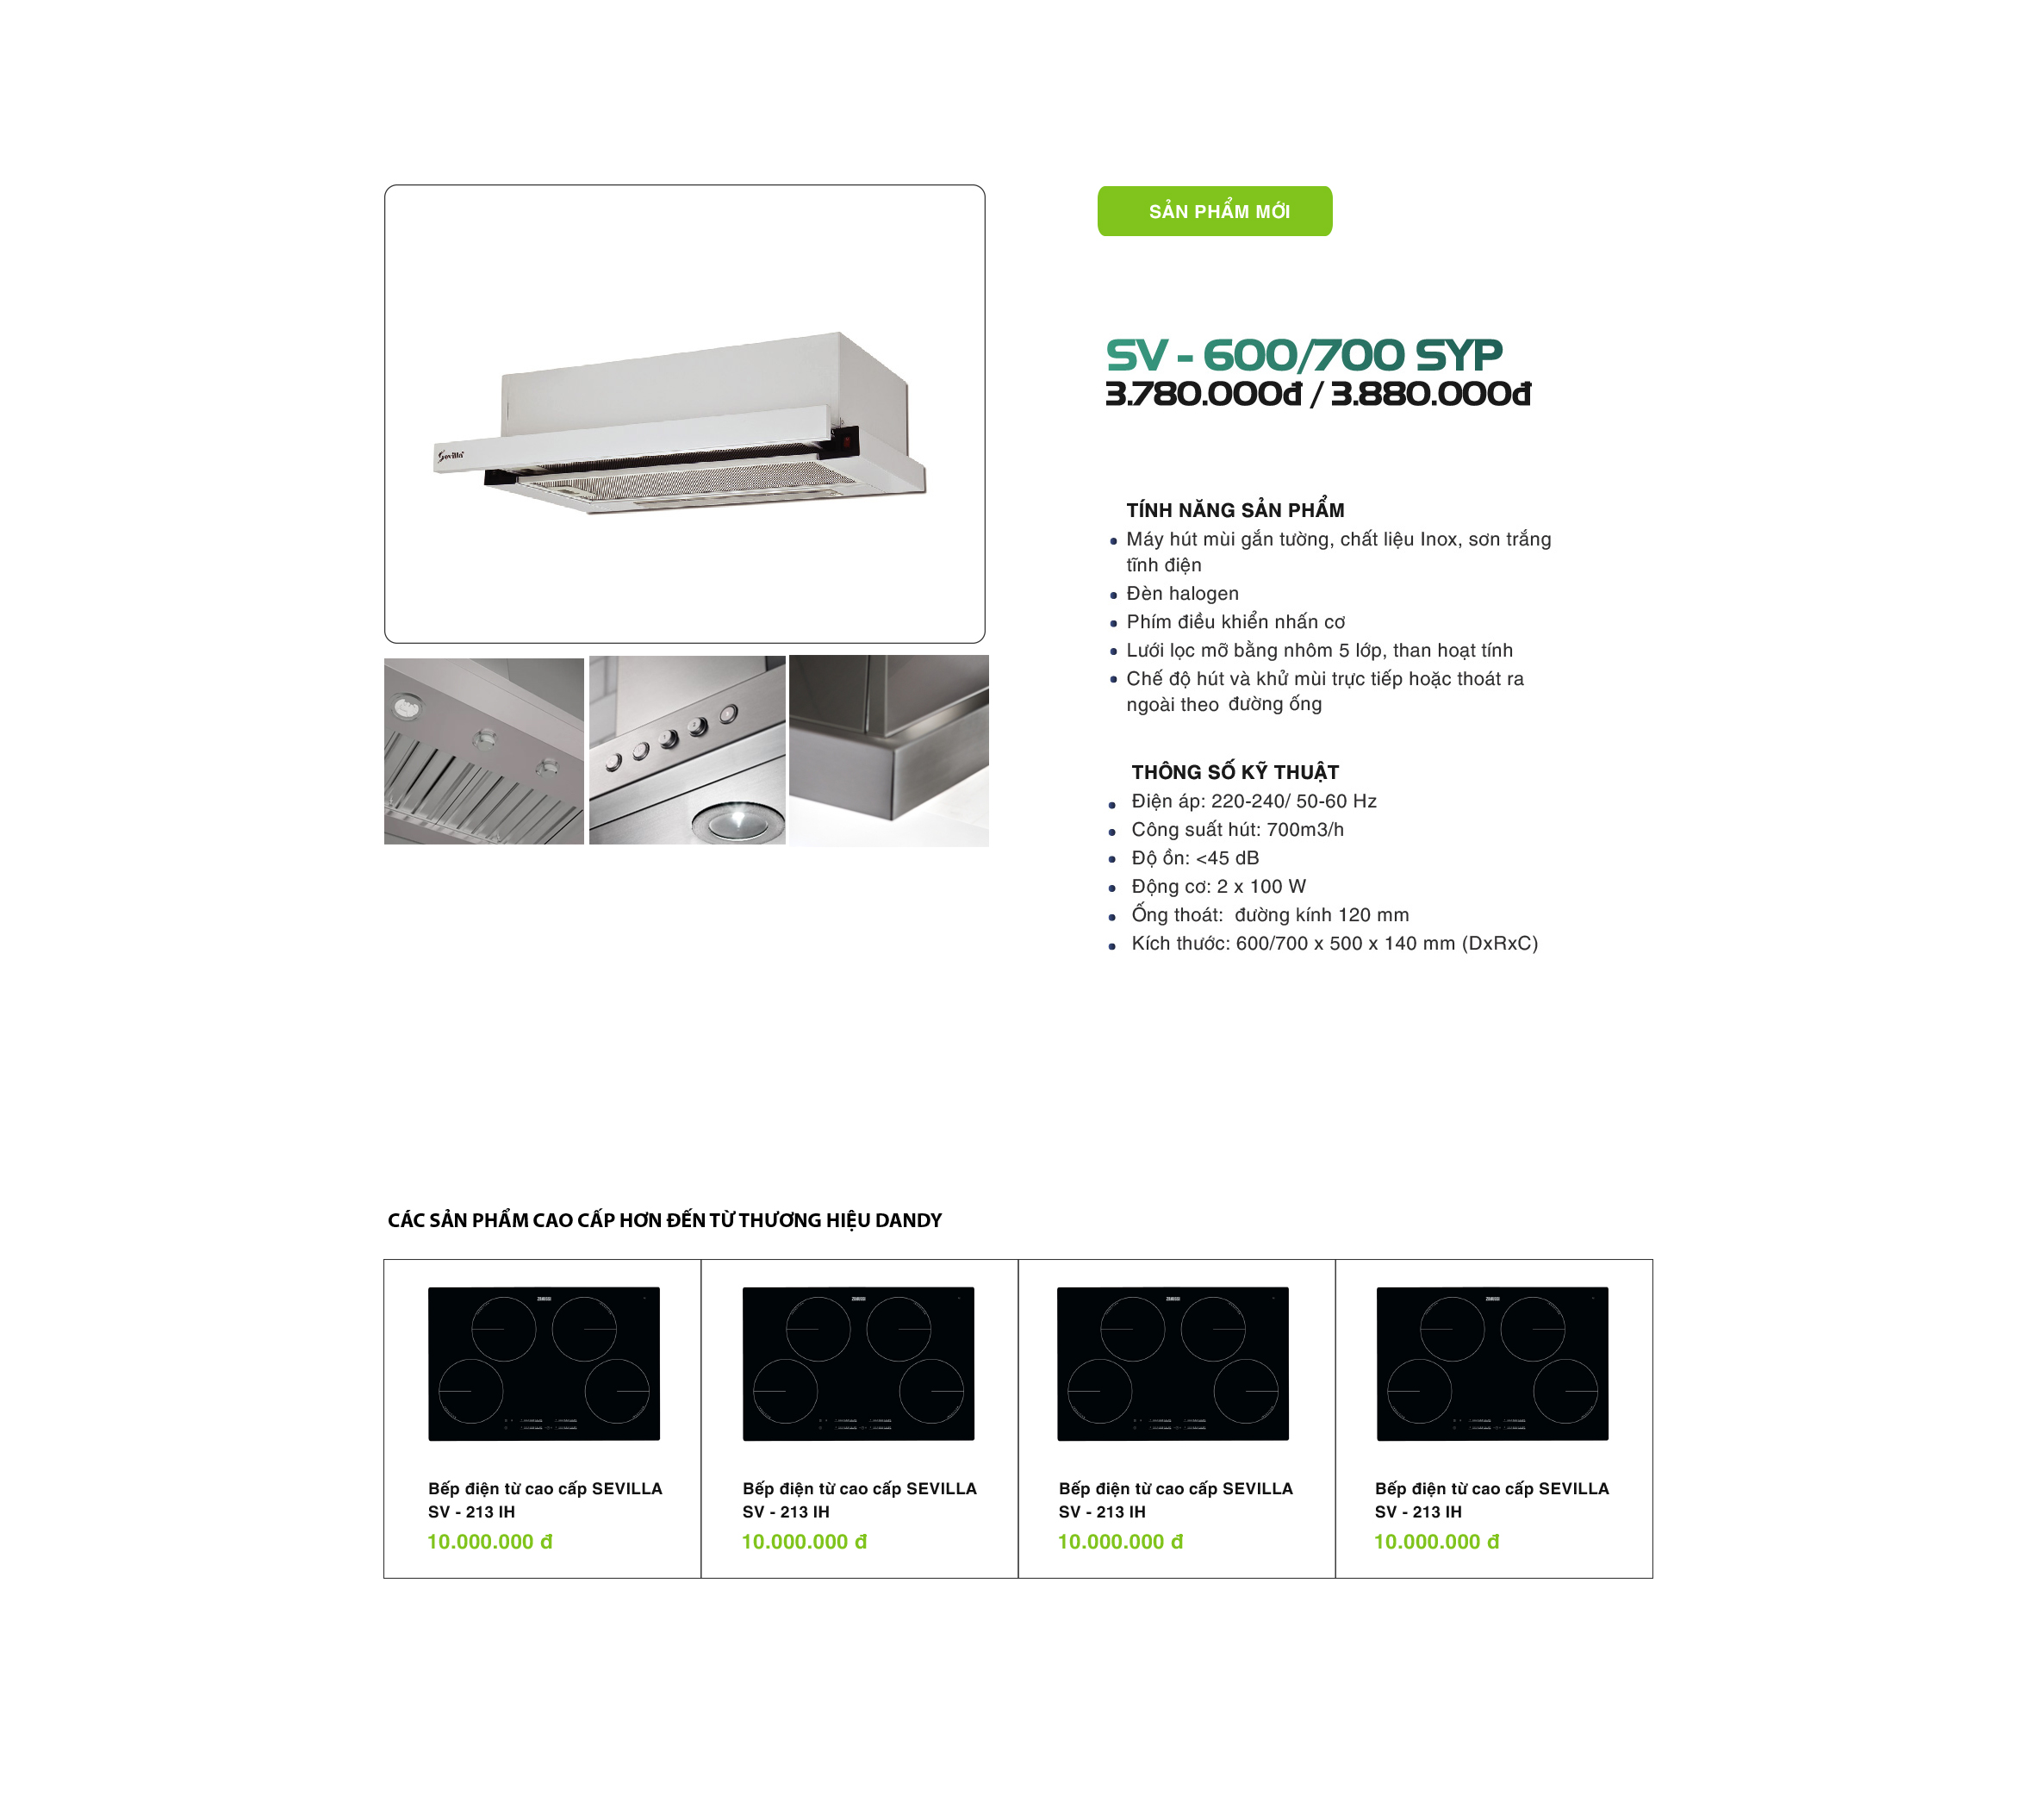 SẢN PHẨM MỚI
SV - 600/700 SYP
3.780.000đ / 3.880.000đ
Sevilla
TÍNH NĂNG SẢN PHẨM
Máy hút mùi gắn tường, chất liệu Inox, sơn trắng
tĩnh điện
Đèn halogen
Phím điều khiển nhấn cơ
Lưới lọc mỡ bằng nhôm 5 lớp, than hoạt tính
Chế độ hút và khử mùi trực tiếp hoặc thoát ra
ngoài theo đường ống
THÔNG SỐ KỸ THUẬT
Điện áp: 220-240/ 50-60 Hz
Công suất hút: 700m3/h
Độ ồn: <45 dB
Động cơ: 2 x 100 W
Ống thoát: đường kính 120 mm
Kích thước: 600/700 x 500 x 140 mm (DxRxC)
CÁC SẢN PHẨM CAO CẤP HƠN ĐẾN TỪ THƯƠNG HIỆU DANDY
Bếp điện từ cao cấp SEVILLA
SV - 213 IH
10.000.000 đ
Bếp điện từ cao cấp SEVILLA
SV - 213 IH
10.000.000 đ
Bếp điện từ cao cấp SEVILLA
SV - 213 IH
10.000.000 đ
Bếp điện từ cao cấp SEVILLA
SV - 213 IH
10.000.000 đ